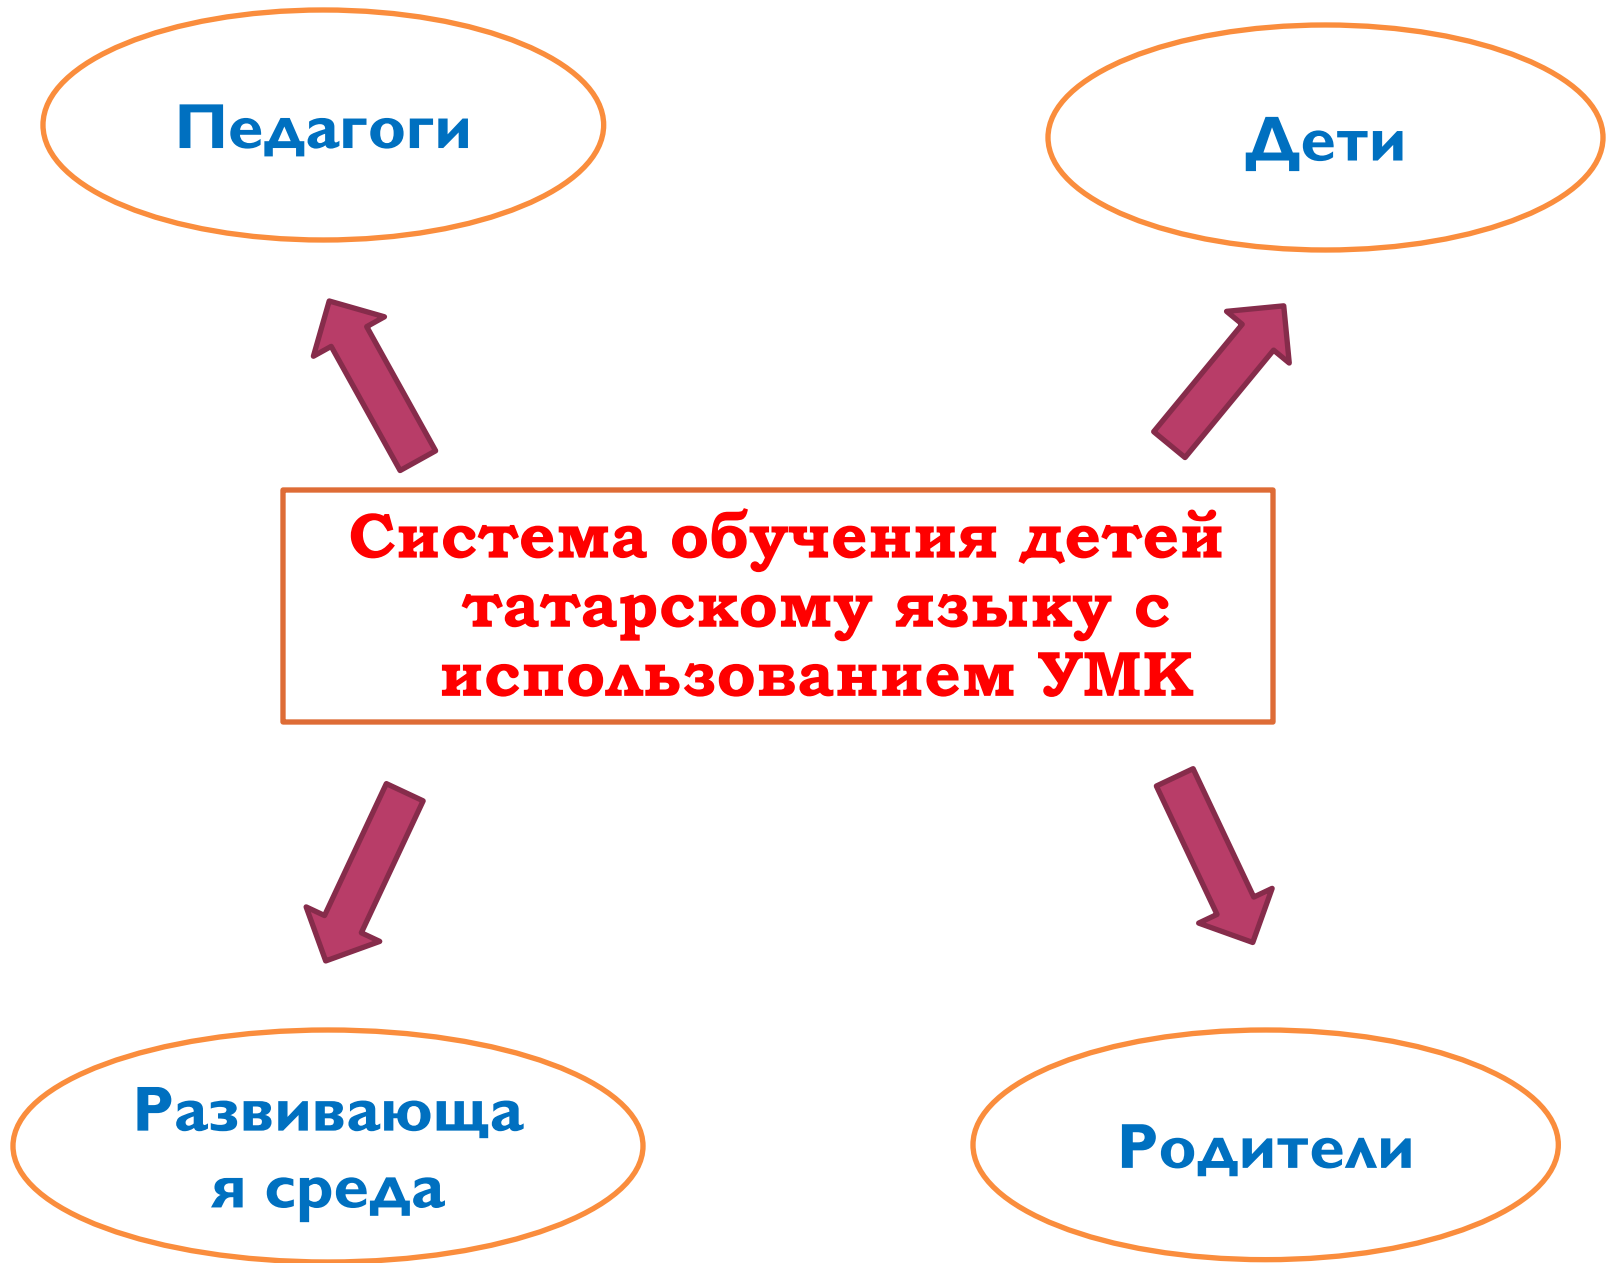 Педагоги
Дети
Система обучения детей
татарскому языку с
использованием УМК
Развивающа
я среда
Родители